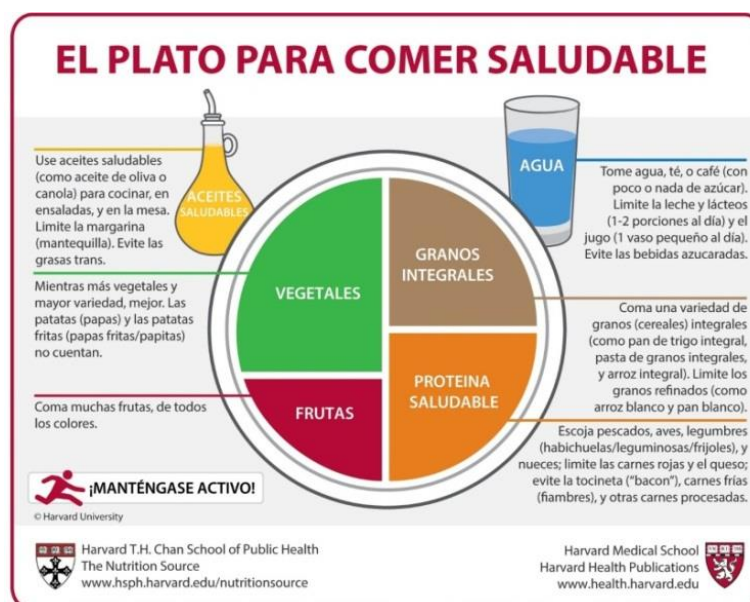 EL PLATO PARA COMER SALUDABLE
Use aceites saludables
(como aceite de oliva o
canola) para cocinar, en
ensaladas, y en la mesa.
Limite la margarina
(mantequilla). Evite las
grasas trans.
ACEITES
SALUDABLES
AGUA
Tome agua, té, o café (con
poco o nada de azúcar).
Limite la leche y lácteos
(1-2 porciones al día) y el
jugo (1 vaso pequeño al día).
Evite las bebidas azucaradas.
Mientras más vegetales y
mayor variedad, mejor. Las
patatas (papas) y las patatas
fritas (papas fritas/papitas)
no cuentan.
VEGETALES
GRANOS
INTEGRALES
Coma una variedad de
granos (cereales) integrales
(como pan de trigo integral,
pasta de granos integrales,
y arroz integral). Limite los
granos refinados (como
arroz blanco y pan blanco).
Coma muchas frutas, de todos
los colores.
FRUTAS
PROTEINA
SALUDABLE
Escoja pescados, aves, legumbres
(habichuelas/leguminosas/frijoles), y
nueces; limite las carnes rojas y el queso;
evite la tocineta ("bacon"), carnes frías
(fiambres), y otras carnes procesadas.
¡MANTÉNGASE ACTIVO!
© Harvard University
Harvard T.H. Chan School of Public Health
The Nutrition Source
www.hsph.harvard.edu/nutritionsource
Harvard Medical School
Harvard Health Publications
www.health.harvard.edu